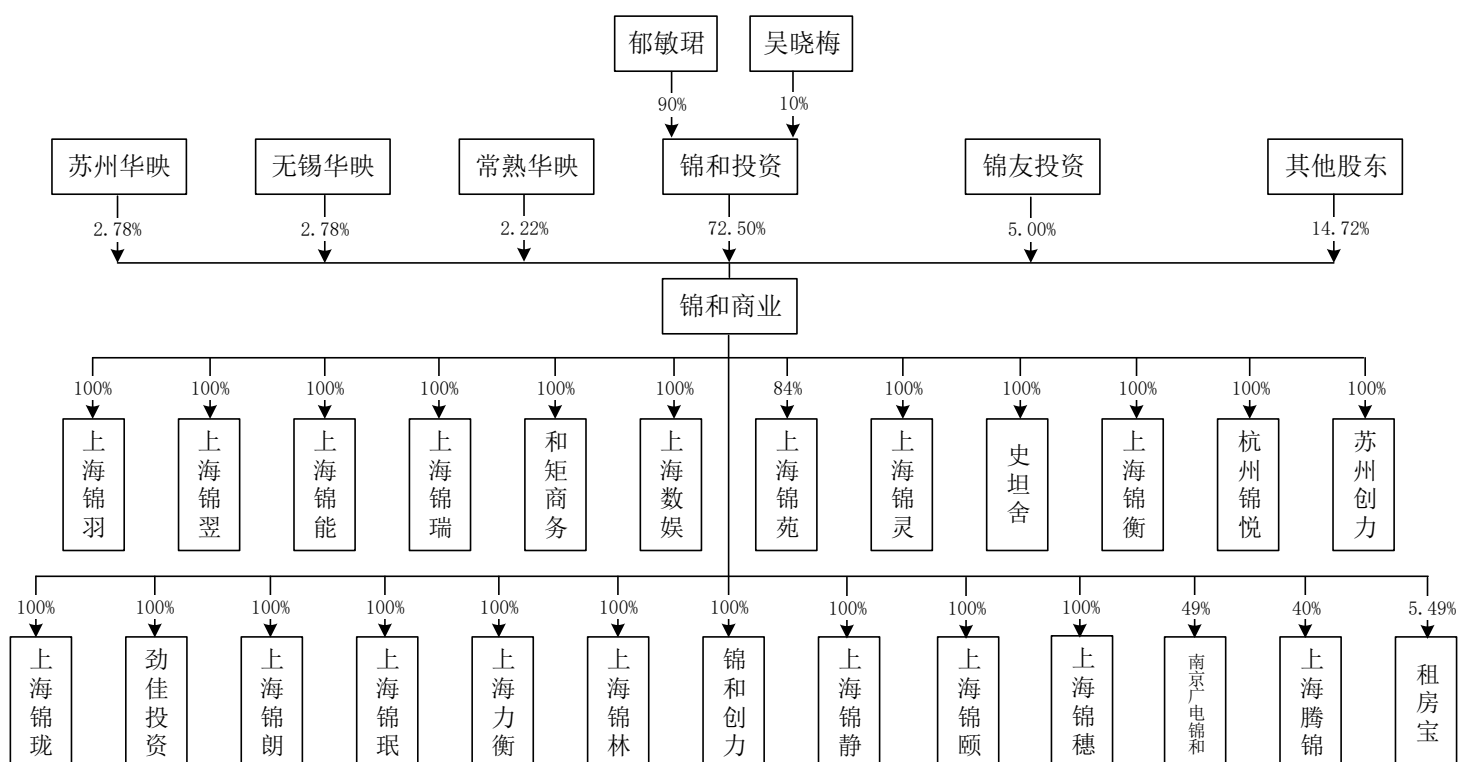 郁敏珺
吴晓梅
90%
10%
苏州华映
无锡华映
常熟华映
锦和投资
锦友投资
其他股东
2.78%
2.78%
2.22%
72.50%
5.00%
14.72%
锦和商业
100%
100%
100%
100%
100%
100%
84%
100%
100%
100%
100%
100%
上海锦羽
上海锦翌
上海锦能
上海锦瑞
和矩商务
上海数娱
上海锦苑
上海锦灵
史坦舍
上海锦衡
杭州锦悦
苏州创力
100%
100%
100%
100%
100%
100%
100%
100%
100%
100%
49%
40%
5.49%
上海锦珑
劲佳投资
上海锦朗
上海锦珉
上海力衡
上海锦林
锦和创力
上海锦静
上海锦颐
上海锦穗
南京广电锦和
上海腾锦
租房宝